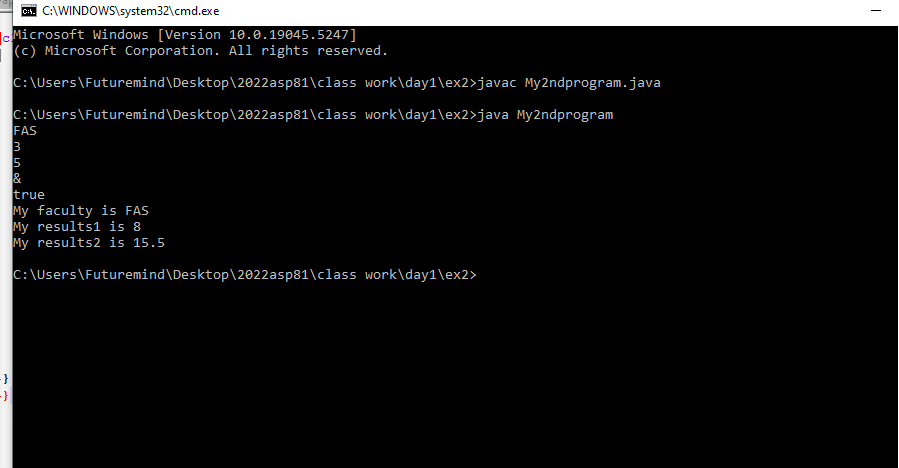 C:\WINDOWS\system32\cmd.exe
Microsoft Windows [Version 10.0.19045.5247]
(c) Microsoft Corporation. All rights reserved.
C:\Users\Futuremind\Desktop\2022asp81\class work\day1\ex2>javac My2ndprogram.java
C:\Users\Futuremind\Desktop\2022asp81\class work\day1\ex2>java My2ndprogram
FAS
3
5
&
true
My faculty is FAS
My results1 is 8
My results2 is 15.5
C:\Users\Futuremind\Desktop\2022asp81\class work\day1\ex2>
}
}